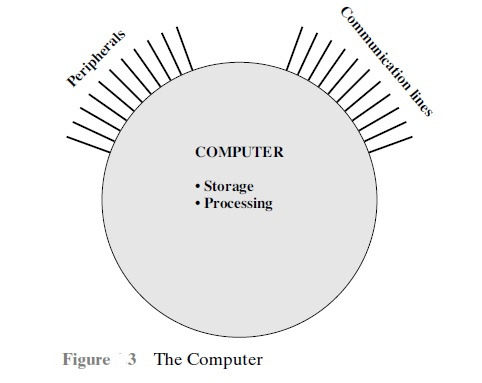 Peripherals
Communication lines
COMPUTER
• Storage
• Processing
Figure 3 The Computer